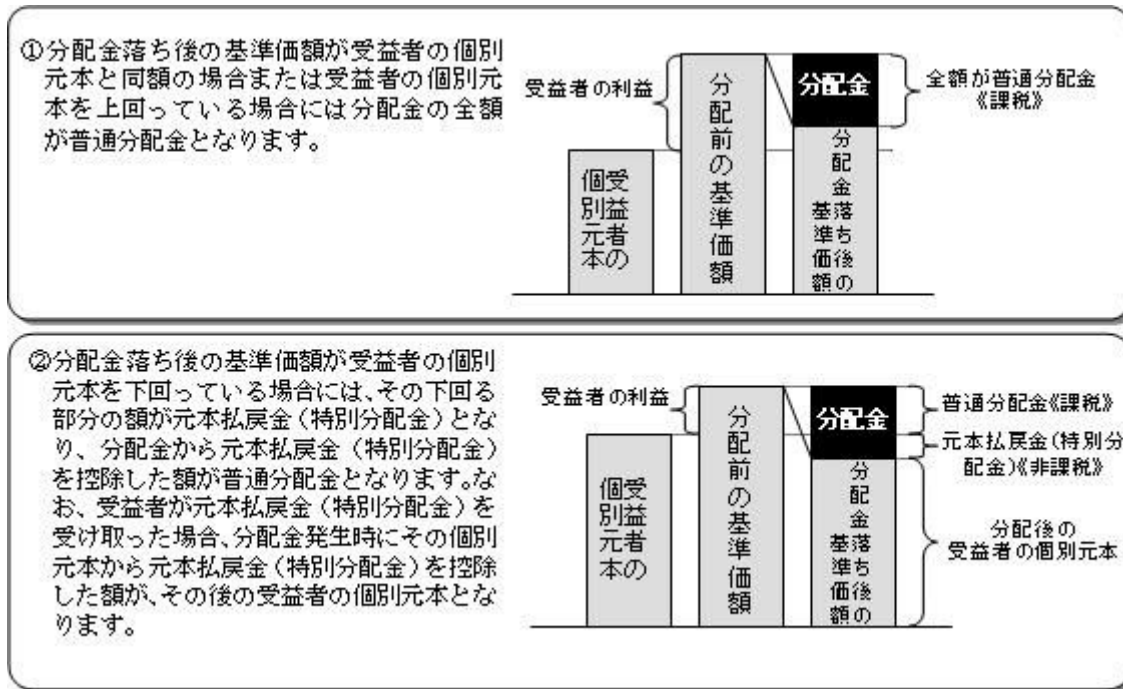 ①分配金落ち後の基準価額が受益者の個別
元本と同額の場合または受益者の個別元
本を上回っている場合には分配金の全額
が普通分配金となります。
受益者の利益
受益者の
個別元本
分配前の基準価額
分配金
分配金落ち後の
基準価額
全額が普通分配金
《課税》
②分配金落ち後の基準価額が受益者の個別
元本を下回っている場合には、その下回る
部分の額が元本払戻金（特別分配金）とな
り、分配金から元本払戻金（特別分配金）
を控除した額が普通分配金となります。な
お、受益者が元本払戻金（特別分配金）を
受け取った場合、分配金発生時にその個別
元本から元本払戻金（特別分配金）を控除
した額が、その後の受益者の個別元本とな
ります。
受益者の利益
受益者の
個別元本
分配前の基準価額
分配金
分配金落ち後の
基準価額
普通分配金《課税》
元本払戻金（特別分
配金）《非課税》
分配後の
受益者の個別元本